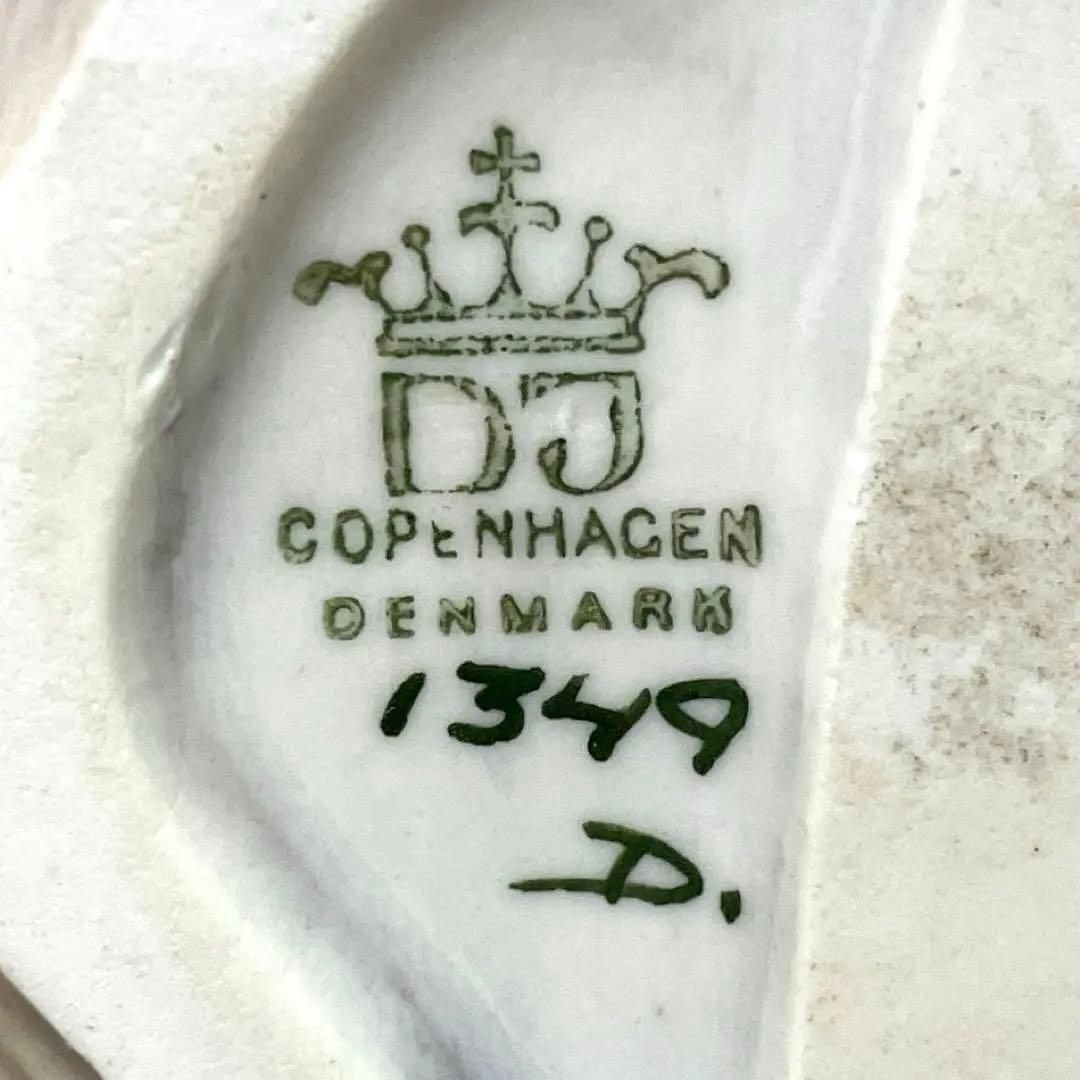 DJ
COPENHAGEN
DENMARK
1349
D.